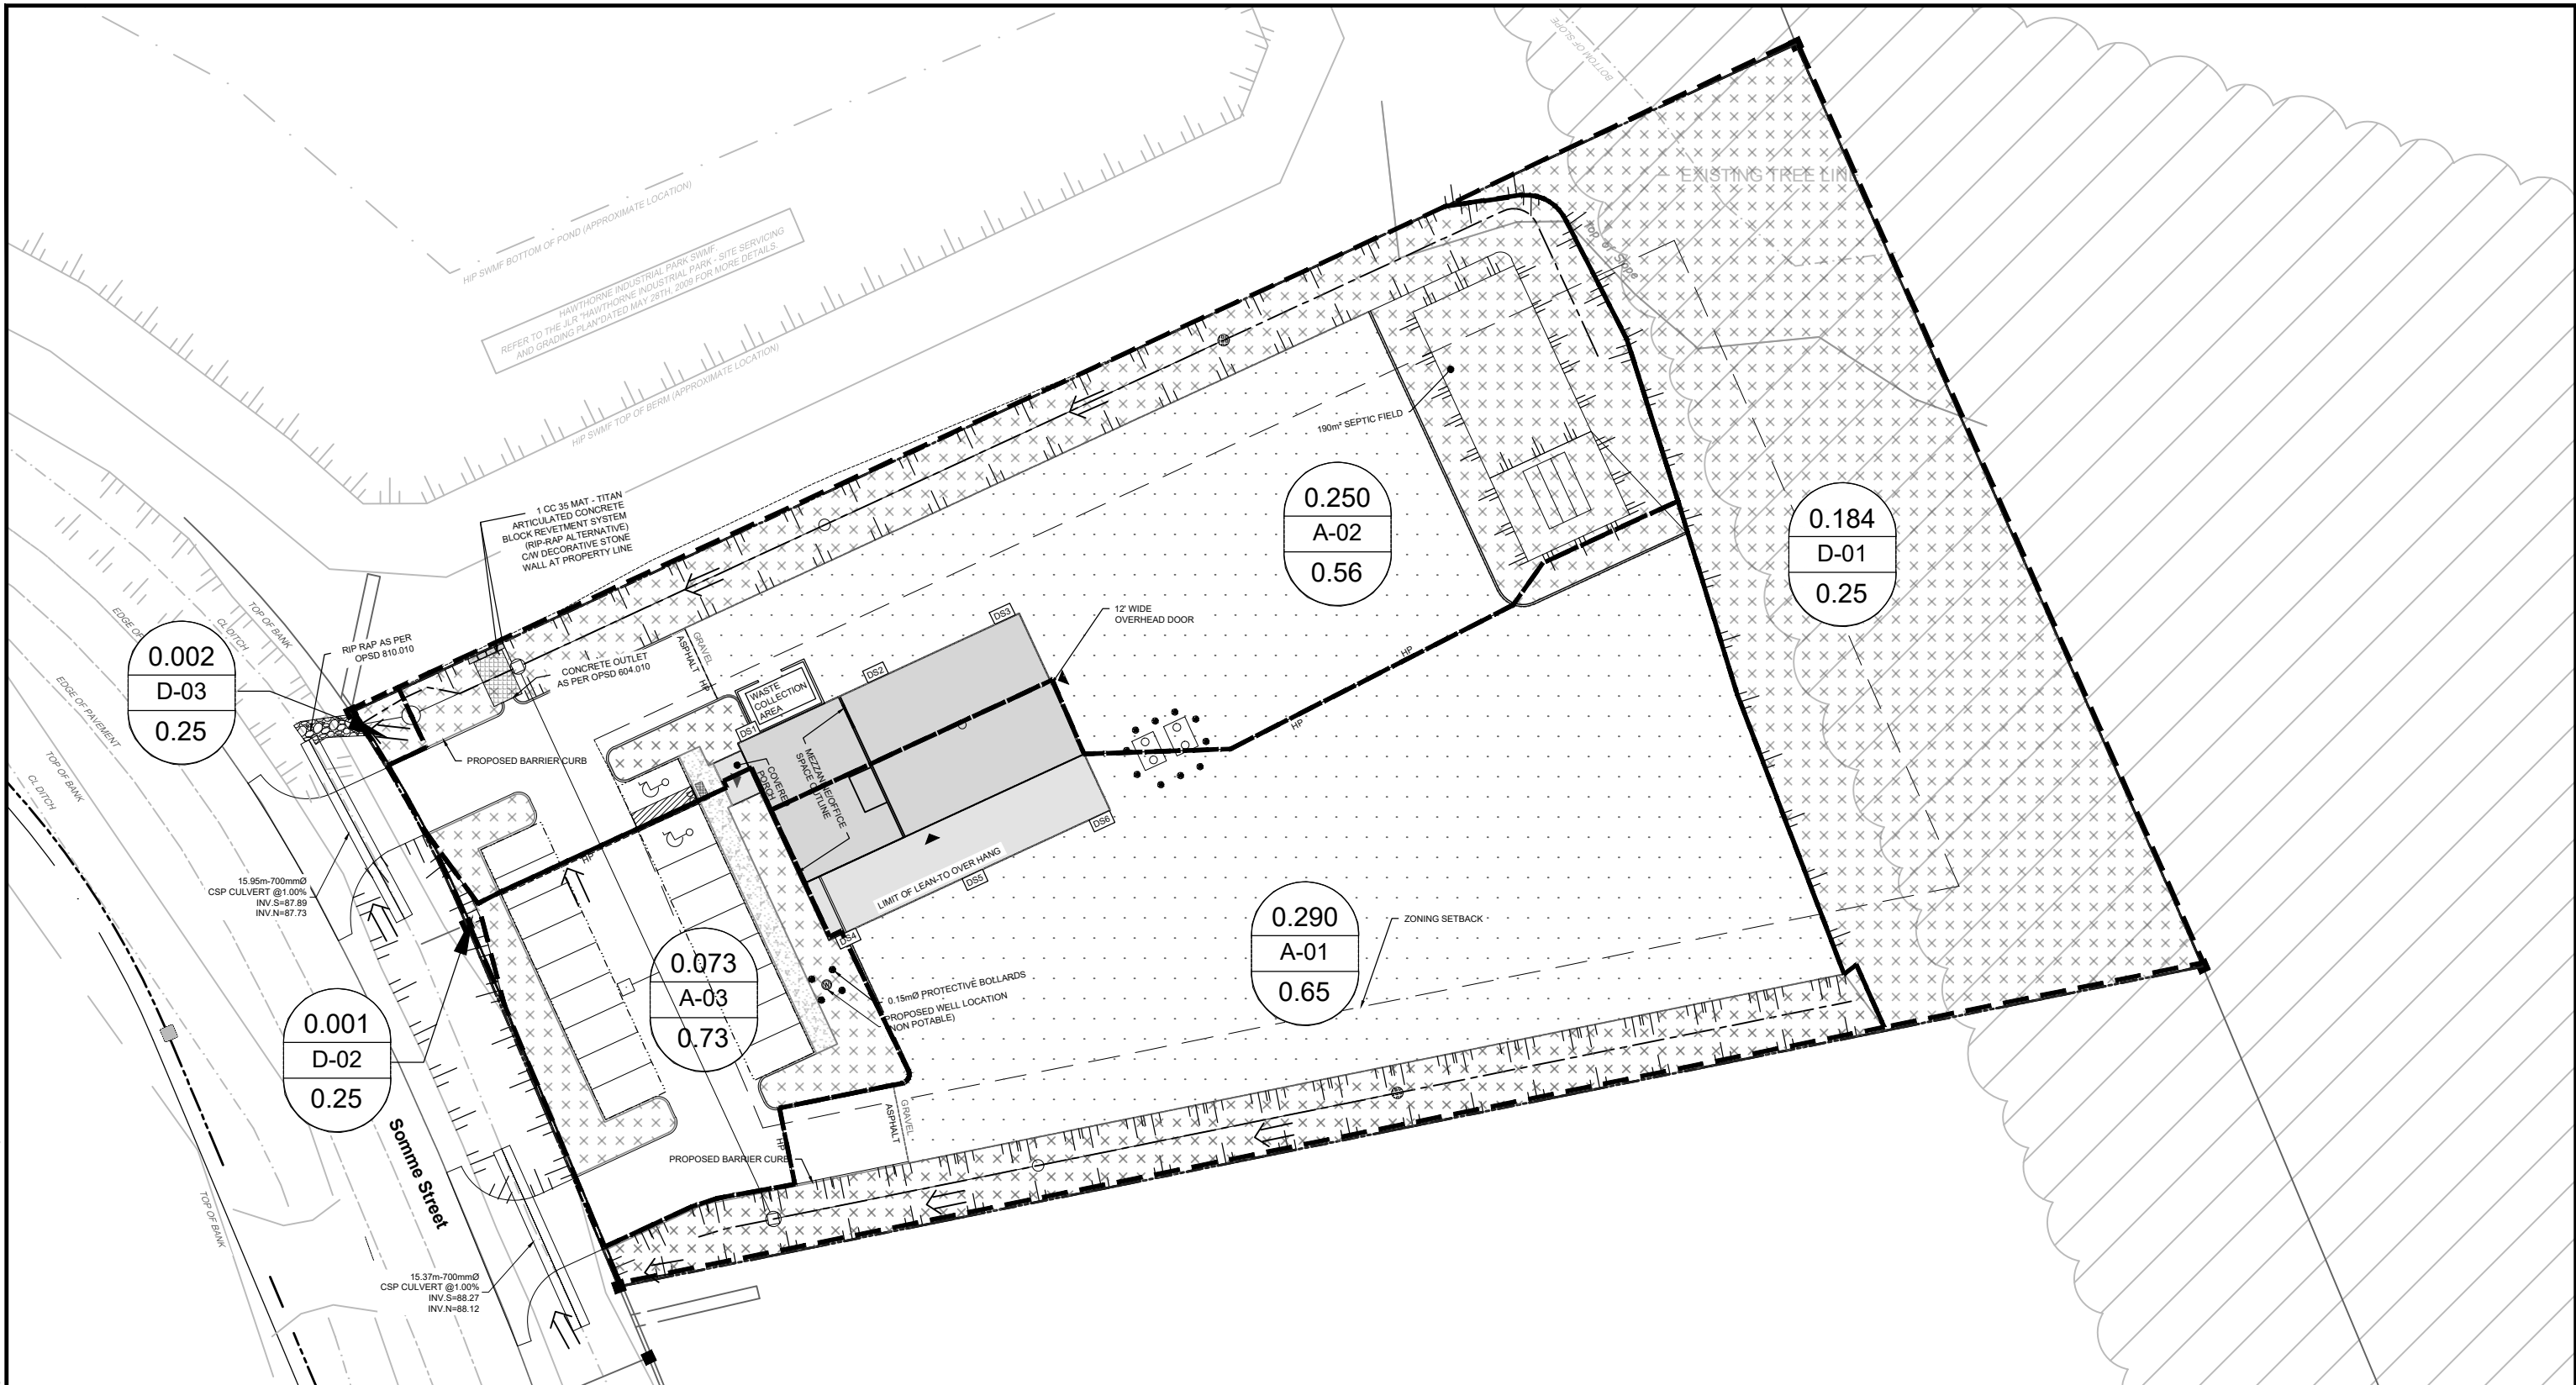 BOTTOM OF SLOPE
EXISTING TREE LINE
HIP SWMF BOTTOM OF POND (APPROXIMATE LOCATION)
HAWTHORNE INDUSTRIAL PARK SWMF.
REFER TO THE JLR "HAWTHORNE INDUSTRIAL PARK - SITE SERVICING
AND GRADING PLAN"DATED MAY 28TH, 2009 FOR MORE DETAILS.
HIP SWMF TOP OF BERM (APPROXIMATE LOCATION)
Top of Slope
190m² SEPTIC FIELD
1 CC 35 MAT - TITAN
ARTICULATED CONCRETE
BLOCK REVETMENT SYSTEM
(RIP-RAP ALTERNATIVE)
C/W DECORATIVE STONE
WALL AT PROPERTY LINE
0.250
A-02
0.56
0.184
D-01
0.25
TOP OF BANK
CL DITCH
EDGE OF
EDGE OF PAVEMENT
TOP OF BANK
CL DITCH
0.002
D-03
0.25
RIP RAP AS PER
OPSD 810.010
CONCRETE OUTLET
AS PER OPSD 604.010
GRAVEL
ASPHALT
HP
DS3
DS2
DS1
12' WIDE
OVERHEAD DOOR
WASTE
COLLECTION
AREA
PROPOSED BARRIER CURB
COVERED
PORCH
MEZZANINE/OFFICE
SPACE OUTLINE
HP
HP
HP
DS6
LIMIT OF LEAN-TO OVER HANG
DS5
DS4
15.95m-700mmØ
CSP CULVERT @1.00%
INV.S=87.89
INV.N=87.73
0.073
A-03
0.73
0.290
A-01
0.65
ZONING SETBACK
0.15mØ PROTECTIVE BOLLARDS
PROPOSED WELL LOCATION
(NON POTABLE)
0.001
D-02
0.25
Somme Street
GRAVEL
ASPHALT
HP
PROPOSED BARRIER CURB
TOP OF BANK
15.37m-700mmØ
CSP CULVERT @1.00%
INV.S=88.27
INV.N=88.12